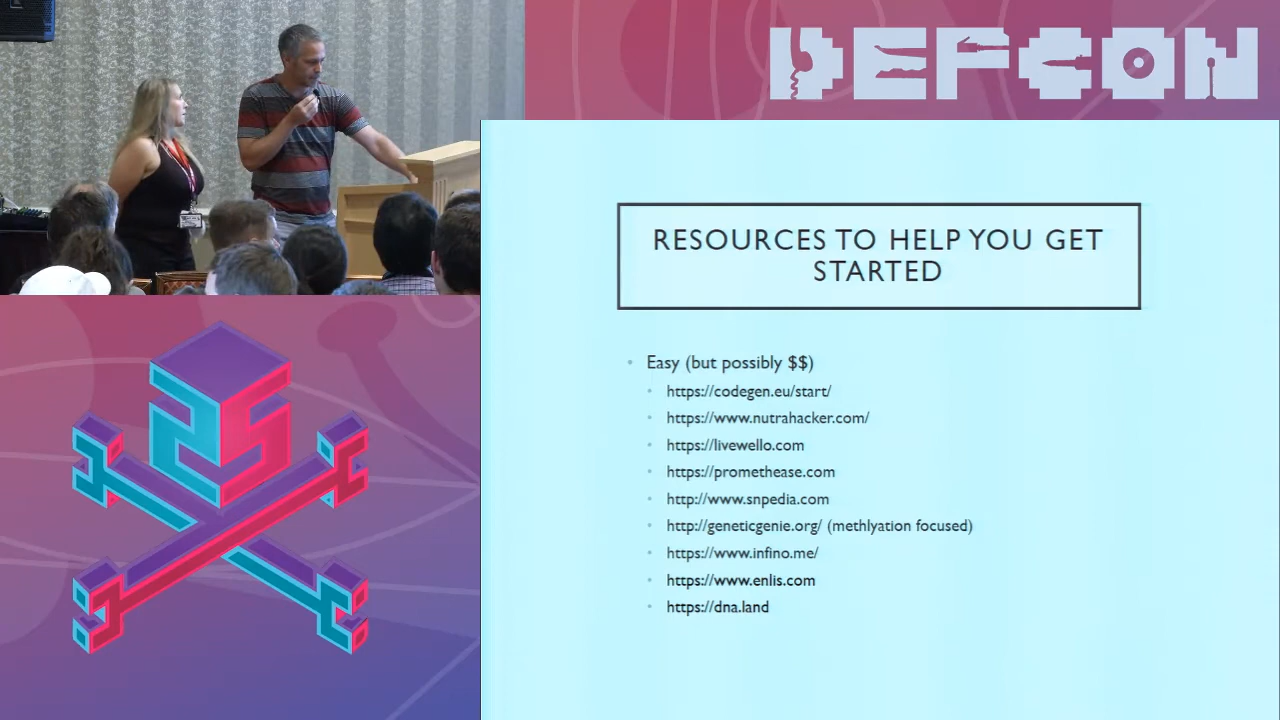 DEFCON
RESOURCES TO HELP YOU GET
STARTED
Easy (but possibly $$)
https://codegen.eu/start/
https://www.nutrahacker.com/
https://livewello.com
https://promethease.com
http://www.snpedia.com
http://geneticgenie.org/ (methlyation focused)
https://www.infino.me/
https://www.enlis.com
https://dna.land